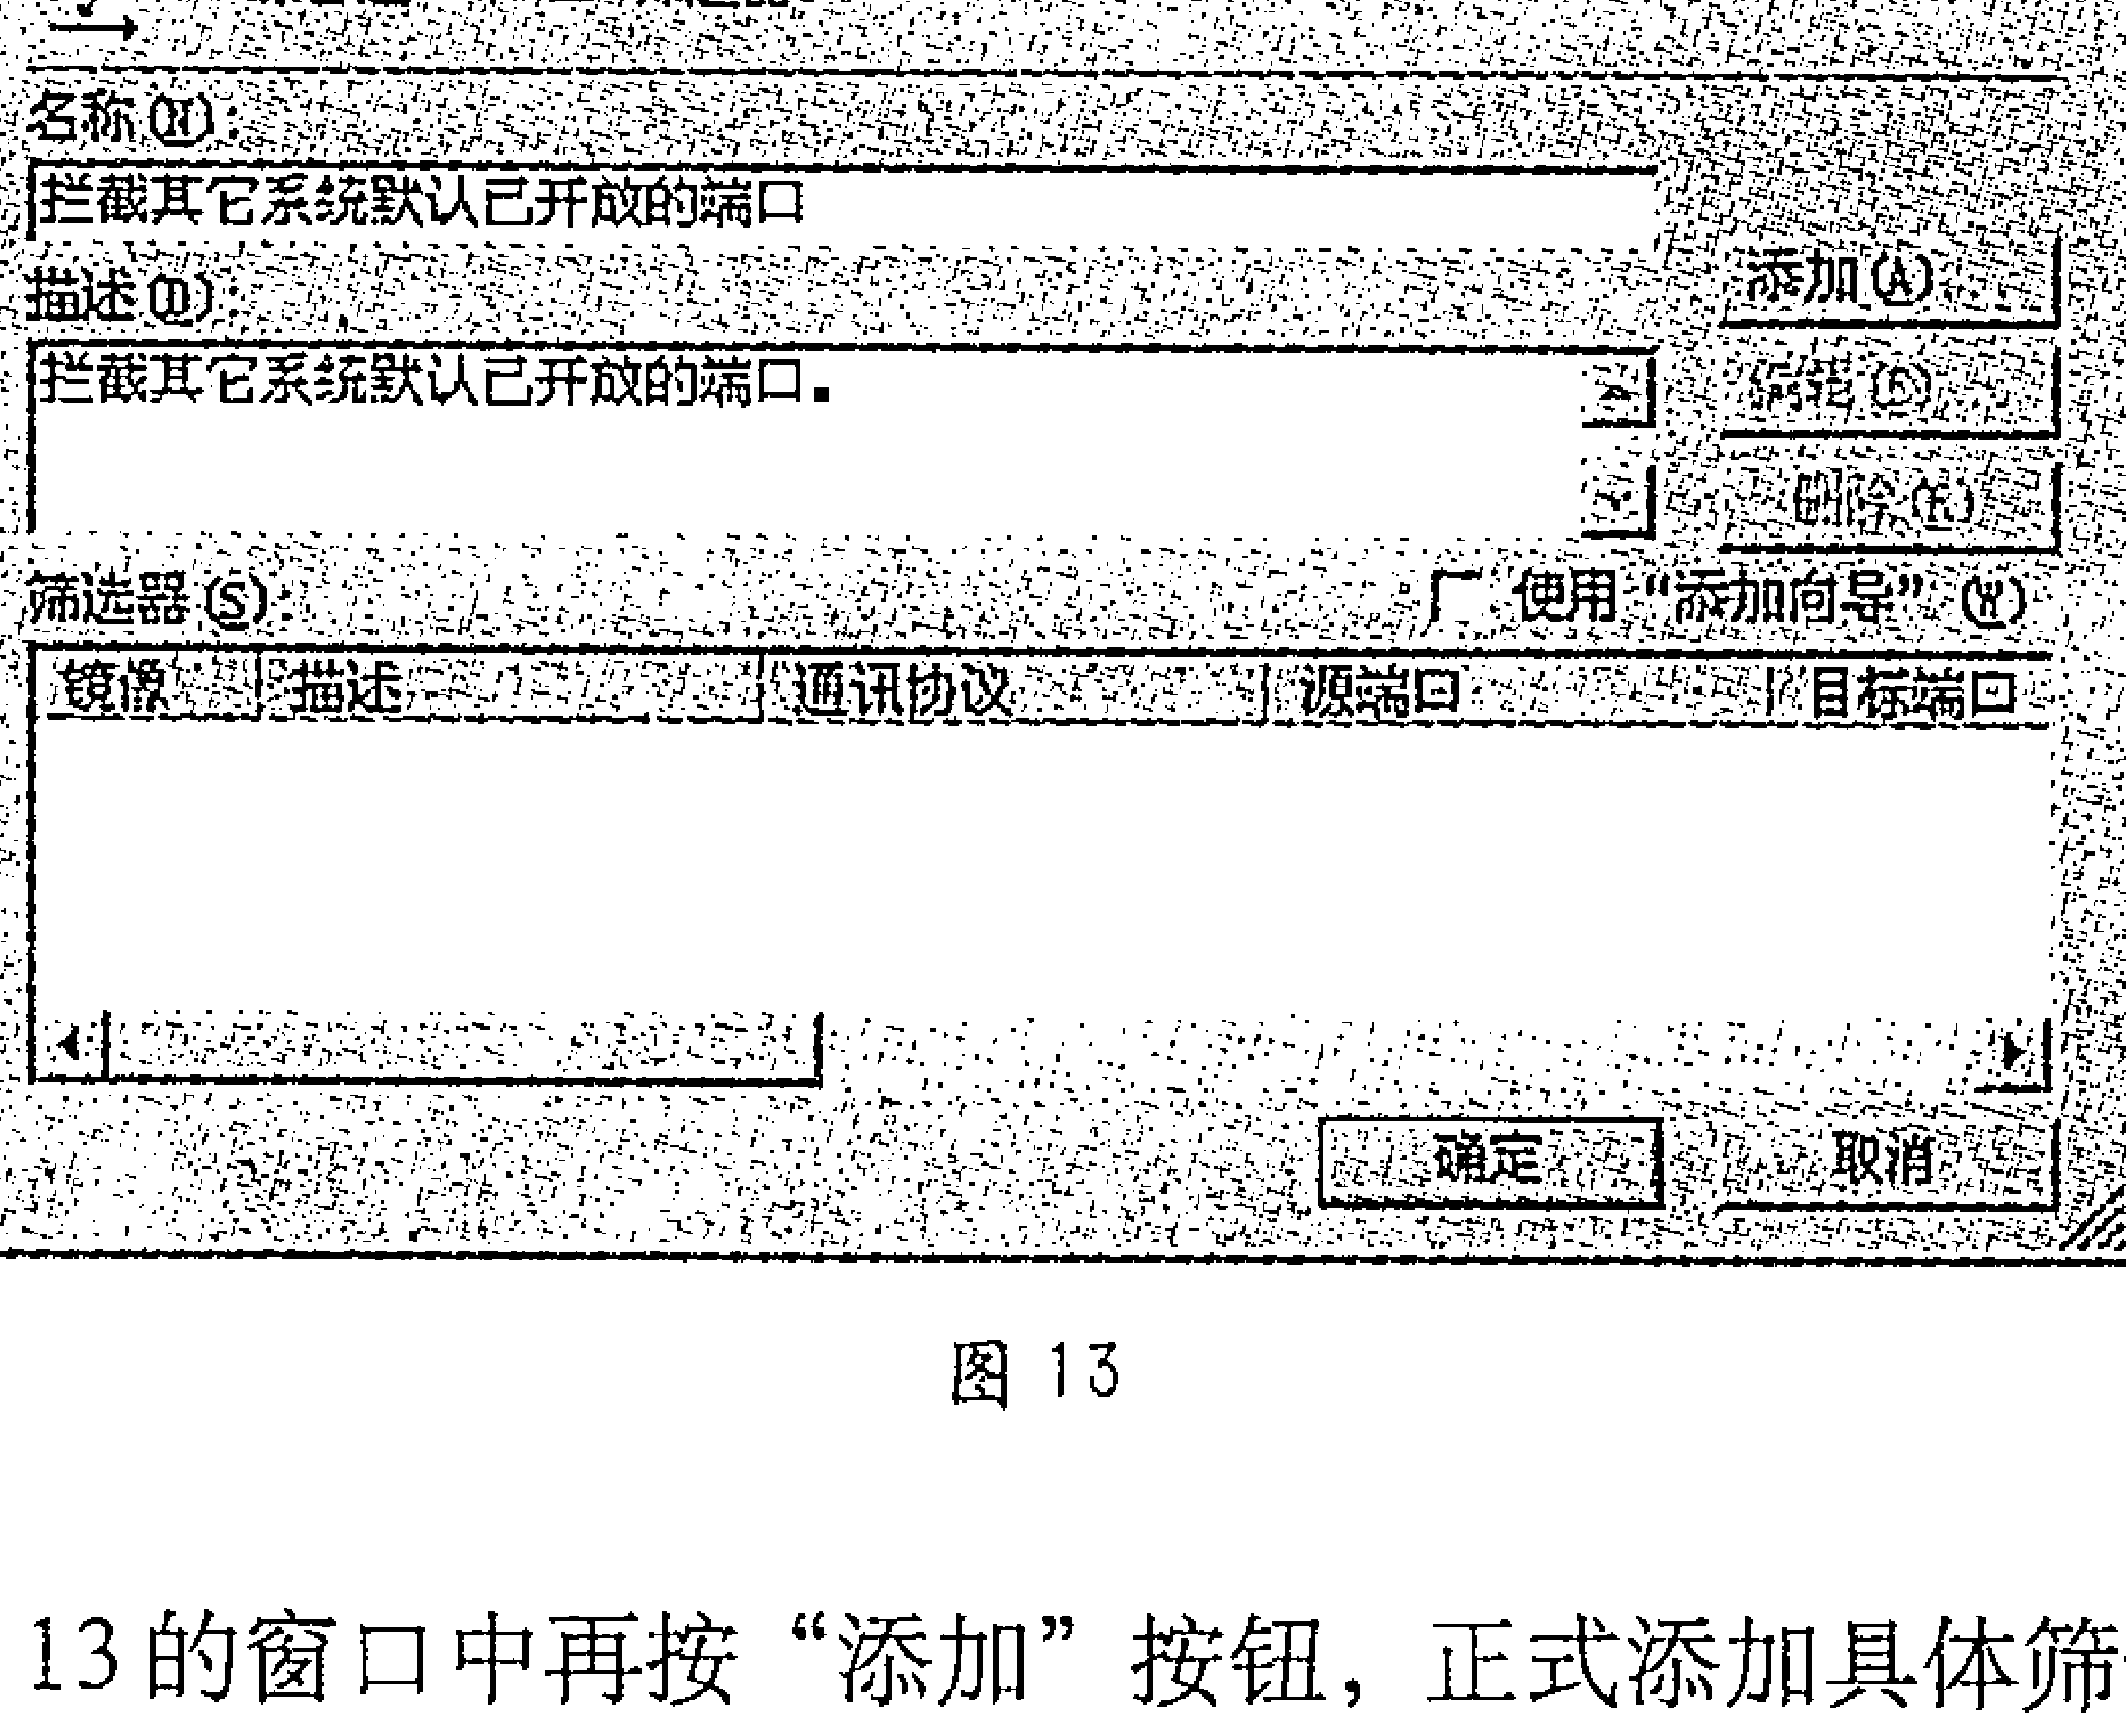 名称(N):
拦截其它系统默认已开放的端口
描述(D):
添加(A)
拦截其它系统默认已开放的端口.
编辑(E)
删除(R)
筛选器(S):
使用“添加向导”(W)
镜像 描述 通讯协议 源端口 目标端口
确定 取消
图 13
13的窗口中再按“添加”按钮，正式添加具体筛